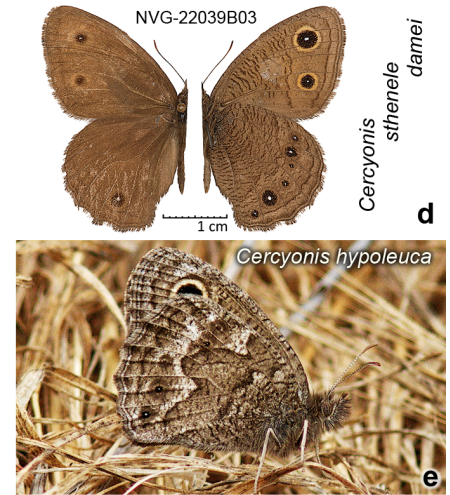 NVG-22039B03
Cercyonis
sthenele
damei
d
1 cm
Cercyonis hypoleuca
e